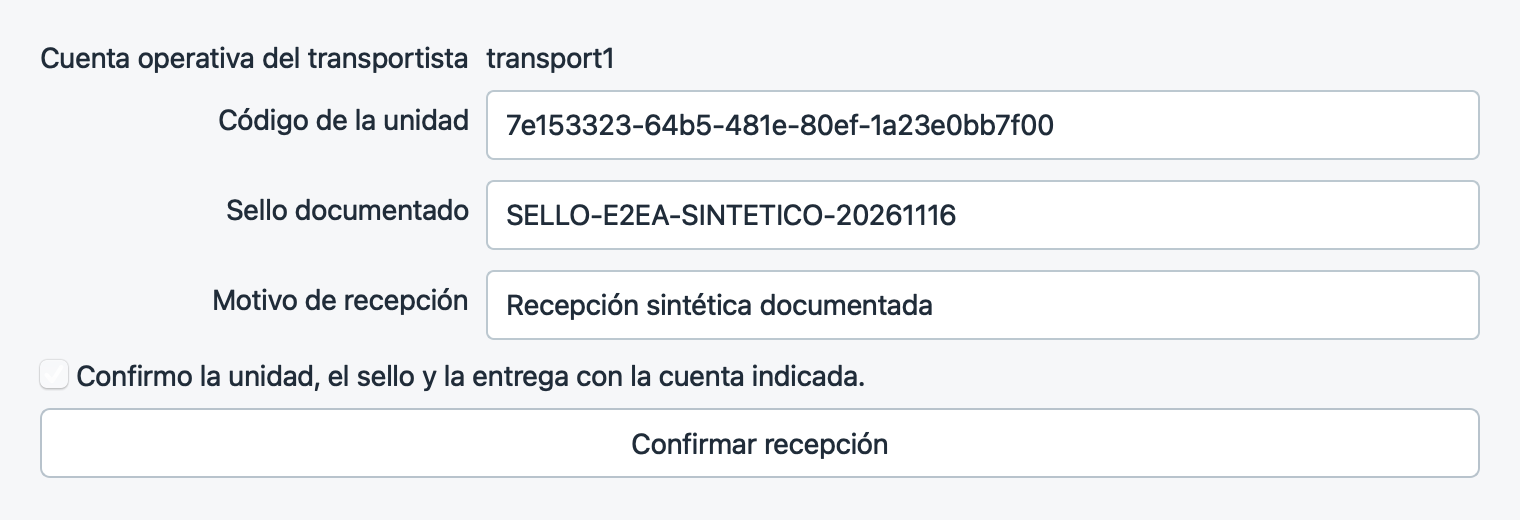 Cuenta operativa del transportista transport1
Código de la unidad 7e153323-64b5-481e-80ef-1a23e0bb7f00
Sello documentado SELLO-E2EA-SINTETICO-20261116
Motivo de recepción Recepción sintética documentada
Confirmo la unidad, el sello y la entrega con la cuenta indicada.
Confirmar recepción